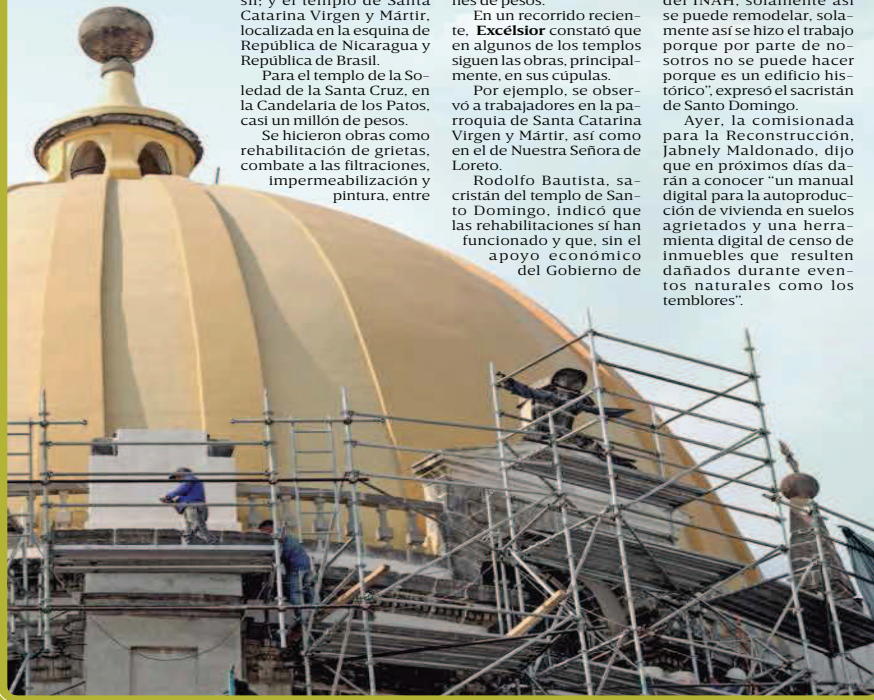 sil; y el templo de Santa
Catarina Virgen y Mártir,
localizada en la esquina de
República de Nicaragua y
República de Brasil.
Para el templo de la So-
ledad de la Santa Cruz, en
la Candelaria de los Patos,
casi un millón de pesos.
Se hicieron obras como
rehabilitación de grietas,
combate a las filtraciones,
impermeabilización y
pintura, entre
nes de pesos.
En un recorrido recien-
te, Excélsior constató que
en algunos de los templos
siguen las obras, principal-
mente, en sus cúpulas.
Por ejemplo, se obser-
vó a trabajadores en la pa-
rroquia de Santa Catarina
Virgen y Mártir, así como
en el de Nuestra Señora de
Loreto.
Rodolfo Bautista, sa-
cristán del templo de San-
to Domingo, indicó que
las rehabilitaciones sí han
funcionado y que, sin el
apoyo económico
del Gobierno de
del INAH, solamente así
se puede remodelar, sola-
mente así se hizo el trabajo
porque por parte de no-
sotros no se puede hacer
porque es un edificio his-
tórico”, expresó el sacristán
de Santo Domingo.
Ayer, la comisionada
para la Reconstrucción,
Jabnely Maldonado, dijo
que en próximos días da-
rán a conocer “un manual
digital para la autoproduc-
ción de vivienda en suelos
agrietados y una herra-
mienta digital de censo de
inmuebles que resulten
dañados durante even-
tos naturales como los
temblores”.